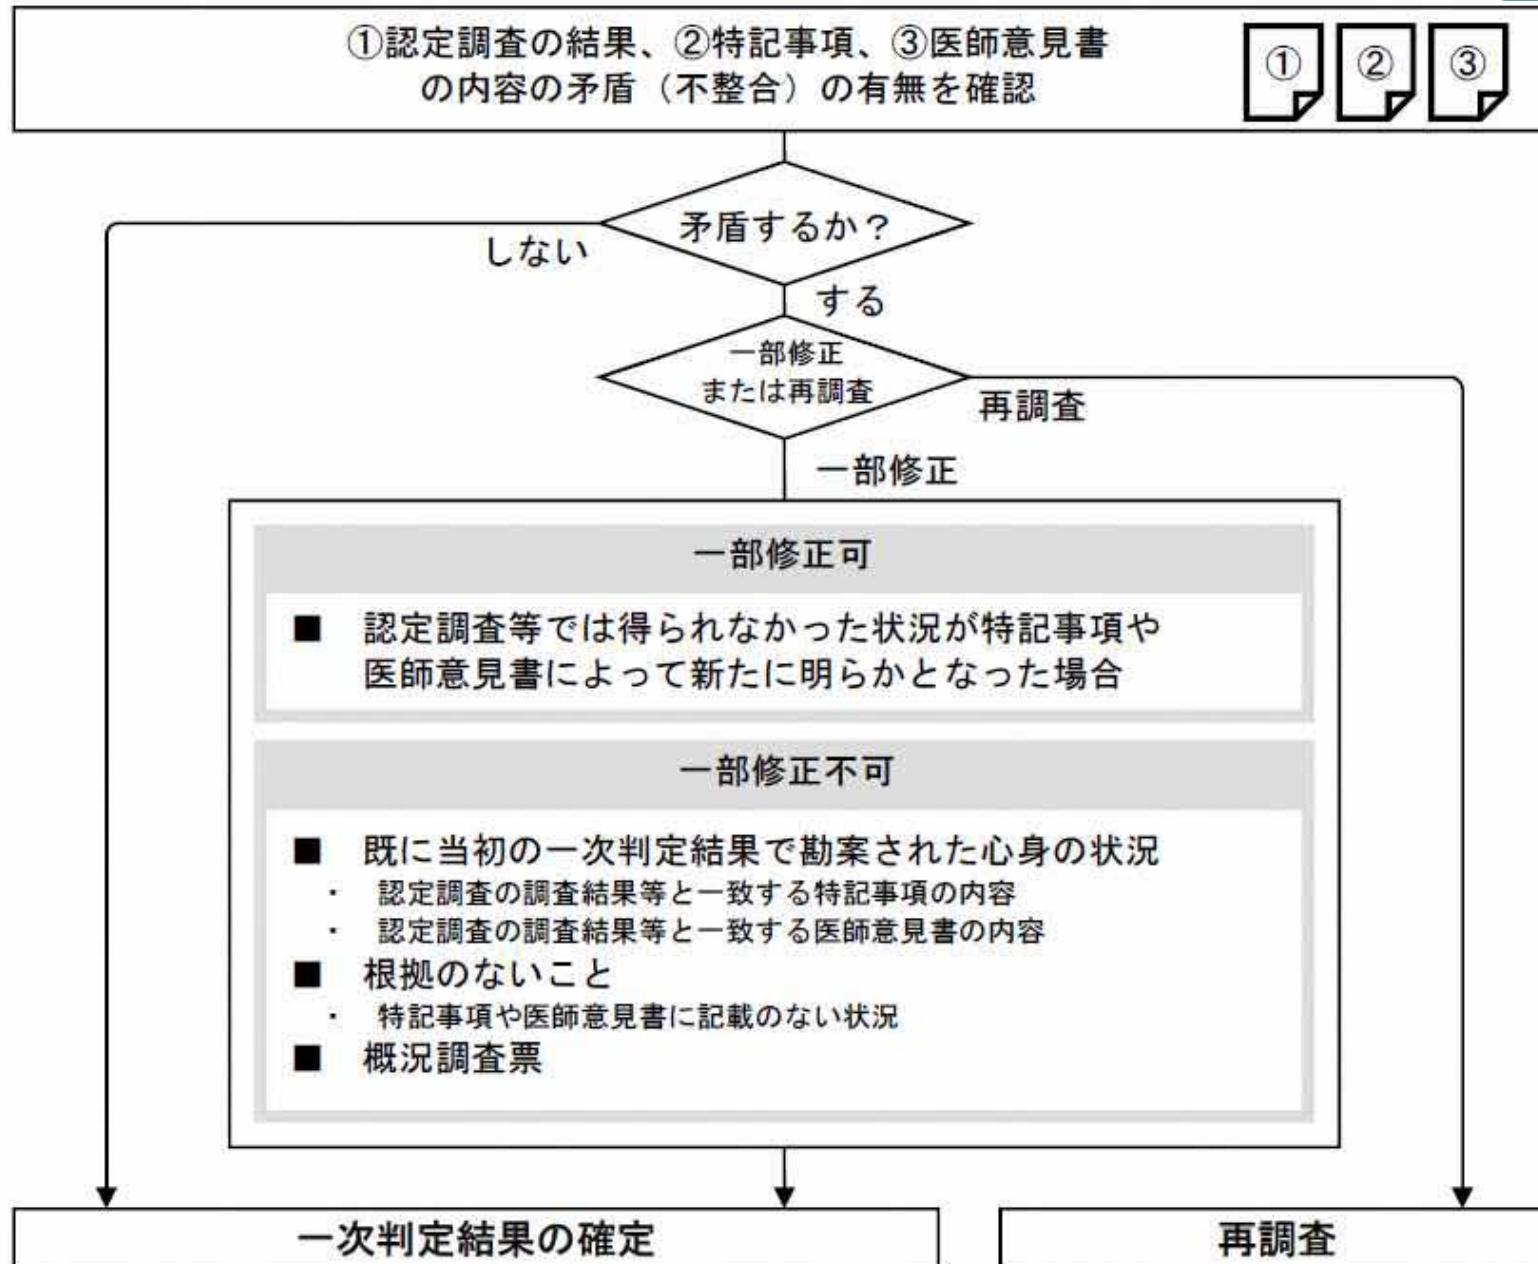 ①認定調査の結果、②特記事項、③医師意見書
の内容の矛盾（不整合）の有無を確認
① ② ③
矛盾するか？
しない
する
一部修正
または再調査
再調査
一部修正
一部修正可
■ 認定調査等では得られなかった状況が特記事項や
医師意見書によって新たに明らかとなった場合
一部修正不可
■ 既に当初の一次判定結果で勘案された心身の状況
・ 認定調査の調査結果等と一致する特記事項の内容
・ 認定調査の調査結果等と一致する医師意見書の内容
■ 根拠のないこと
・ 特記事項や医師意見書に記載のない状況
■ 概況調査票
一次判定結果の確定
再調査